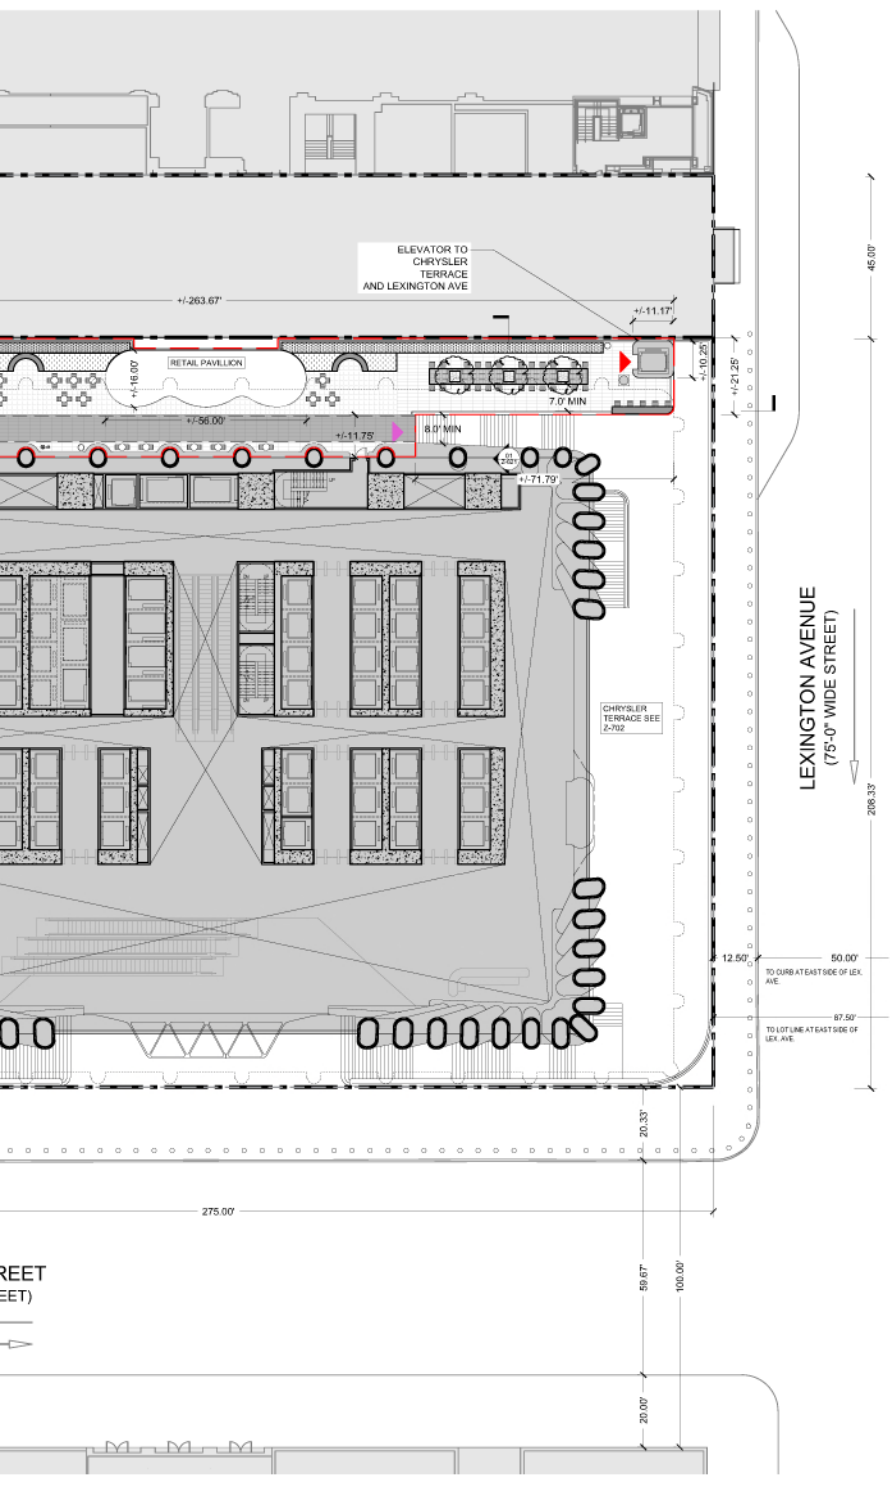 ELEVATOR TO
CHRYSLER
TERRACE
AND LEXINGTON AVE
45.00'
+/-263.67'
+/-11.17'
RETAIL PAVILLION
+/-16.00'
+/-10.25'
+/-21.25'
7.0' MIN
+/-56.00'
8.0' MIN
+/-11.75'
01
Z-621
+/-71.79'
UP
LEXINGTON AVENUE
(75'-0" WIDE STREET)
CHRYSLER
TERRACE SEE
Z-702
208.33'
12.50'
50.00'
TO CURB AT EAST SIDE OF LEX.
AVE.
87.50'
TO LOT LINE AT EAST SIDE OF
LEX. AVE.
20.33'
275.00'
REET
EET)
59.67'
100.00'
20.00'